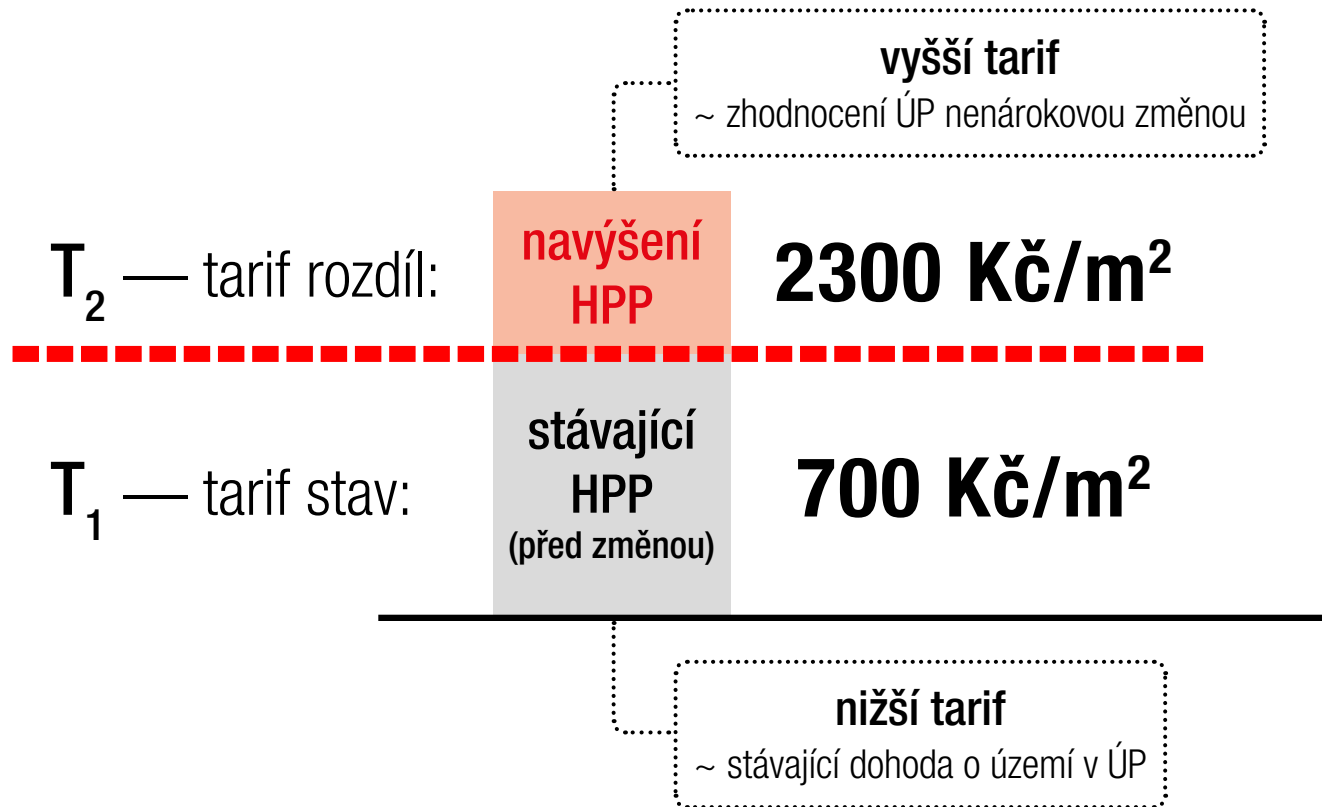 vyšší tarif
~ zhodnocení ÚP nenárokovou změnou
T₂ — tarif rozdíl:
navýšení
HPP
2300 Kč/m²
T₁ — tarif stav:
stávající
HPP
(před změnou)
700 Kč/m²
nižší tarif
~ stávající dohoda o území v ÚP